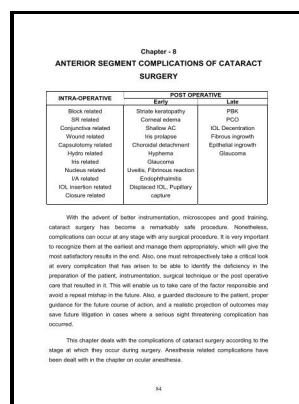 Chapter - 8
ANTERIOR SEGMENT COMPLICATIONS OF CATARACT
SURGERY
INTRA-OPERATIVE POST OPERATIVE
Early Late
Block related Striate keratopathy PBK
SR related Corneal edema PCO
Conjunctiva related Shallow AC IOL Decentration
Wound related Iris prolapse Fibrous ingrowth
Capsulotomy related Choroidal detachment Epithelial ingrowth
Hydro related Hyphema Glaucoma
Iris related Glaucoma
Nucleus related Uveitis, Fibrinous reaction
I/A related Endophthalmitis
IOL insertion related Displaced IOL, Pupillary
Closure related capture
With the advent of better instrumentation, microscopes and good training,
cataract surgery has become a remarkably safe procedure. Nonetheless,
complications can occur at any stage with any surgical procedure. It is very important
to recognize them at the earliest and manage them appropriately, which will give the
most satisfactory results in the end. Also, one must retrospectively take a critical look
at every complication that has arisen to be able to identify the deficiency in the
preparation of the patient, instrumentation, surgical technique or the post operative
care that resulted in it. This will enable us to take care of the factor responsible and
avoid a repeat mishap in the future. Also, a guarded disclosure to the patient, proper
guidance for the future course of action, and a realistic projection of outcomes may
save future litigation in cases where a serious sight threatening complication has
occurred.
This chapter deals with the complications of cataract surgery according to the
stage at which they occur during surgery. Anesthesia related complications have
been dealt with in the chapter on ocular anesthesia.
84